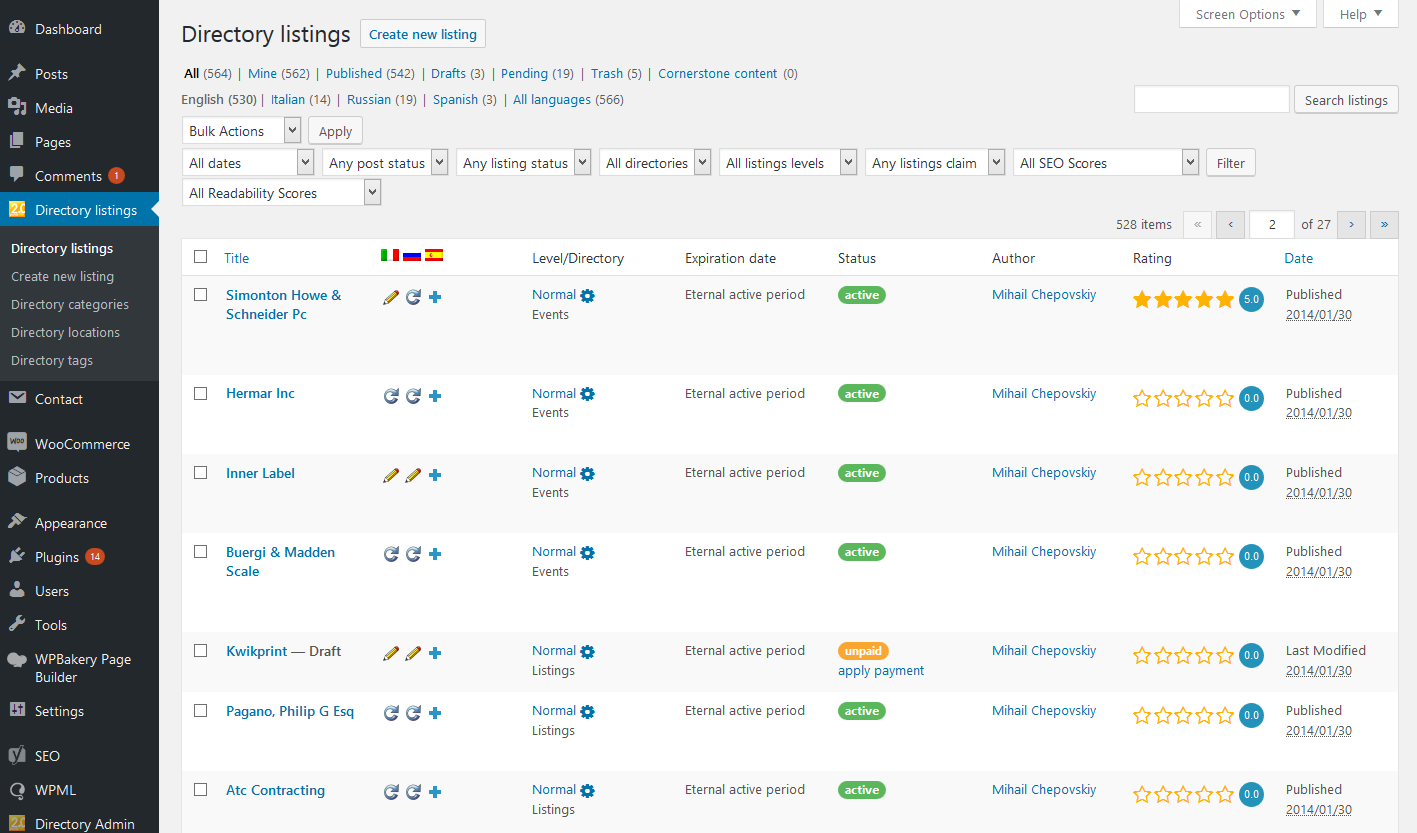 Dashboard
Posts
Media
Pages
Comments 1
2.0 Directory listings
Directory listings
Create new listing
Directory categories
Directory locations
Directory tags
Contact
WOO WooCommerce
Products
Appearance
Plugins 14
Users
Tools
WPBakery Page
Builder
Settings
SEO
WPML
2.0 Directory Admin
Screen Options Help
Directory listings Create new listing
All (564) | Mine (562) | Published (542) | Drafts (3) | Pending (19) | Trash (5) | Cornerstone content (0)
English (530) | Italian (14) | Russian (19) | Spanish (3) | All languages (566)
Search listings
Bulk Actions Apply
All dates Any post status Any listing status All directories All listings levels Any listings claim All SEO Scores Filter
All Readability Scores
528 items « ‹ 2 of 27 › »
Title Level/Directory Expiration date Status Author Rating Date
Simonton Howe & Normal Eternal active period active Mihail Chepovskiy 5.0 Published
Schneider Pc Events 2014/01/30
Hermar Inc Normal Eternal active period active Mihail Chepovskiy 0.0 Published
Events 2014/01/30
Inner Label Normal Eternal active period active Mihail Chepovskiy 0.0 Published
Events 2014/01/30
Buergi & Madden Normal Eternal active period active Mihail Chepovskiy 0.0 Published
Scale Events 2014/01/30
Kwikprint — Draft Normal Eternal active period unpaid Mihail Chepovskiy 0.0 Last Modified
Listings apply payment 2014/01/30
Pagano, Philip G Esq Normal Eternal active period active Mihail Chepovskiy 0.0 Published
Listings 2014/01/30
Atc Contracting Normal Eternal active period active Mihail Chepovskiy 0.0 Published
Listings 2014/01/30